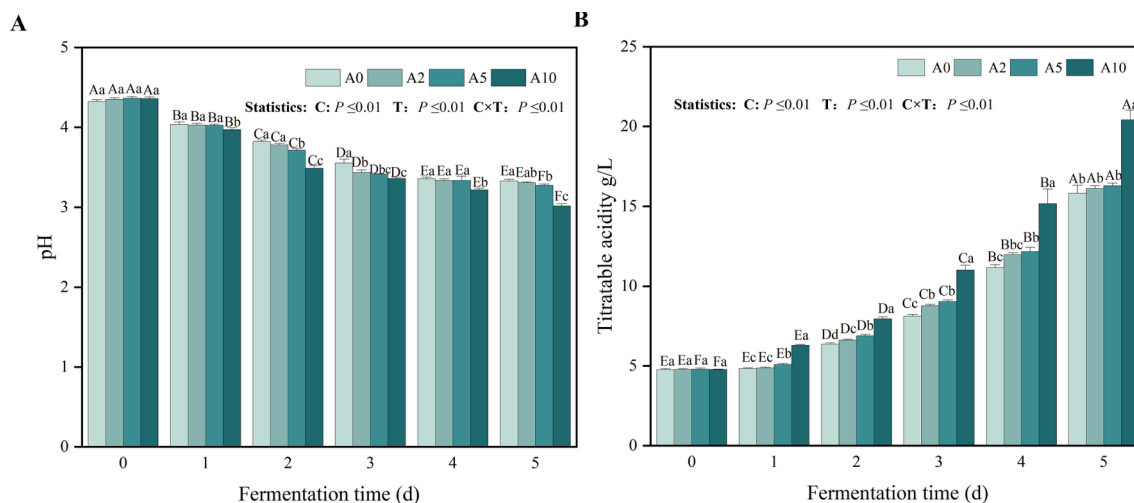 A
5
4
3
2
1
0
pH
A0 A2 A5 A10
Statistics: C: P ≤0.01 T: P ≤0.01 C×T: P ≤0.01
Aa Aa Aa Aa
Ba Ba Ba Bb
Ca Ca Cb Cc
Da Db Dbc Dc
Ea Ea Ea Eb
Ea Eab Fb Fc
0 1 2 3 4 5
Fermentation time (d)
B
25
20
15
10
5
0
Titratable acidity g/L
A0 A2 A5 A10
Statistics: C: P ≤0.01 T: P ≤0.01 C×T: P ≤0.01
Ea Ea Fa Fa
Ec Ec Eb Ea
Dd Dc Db Da
Cc Cb Cb Ca
Bc Bbc Bb Ba
Ab Ab Ab Aa
0 1 2 3 4 5
Fermentation time (d)